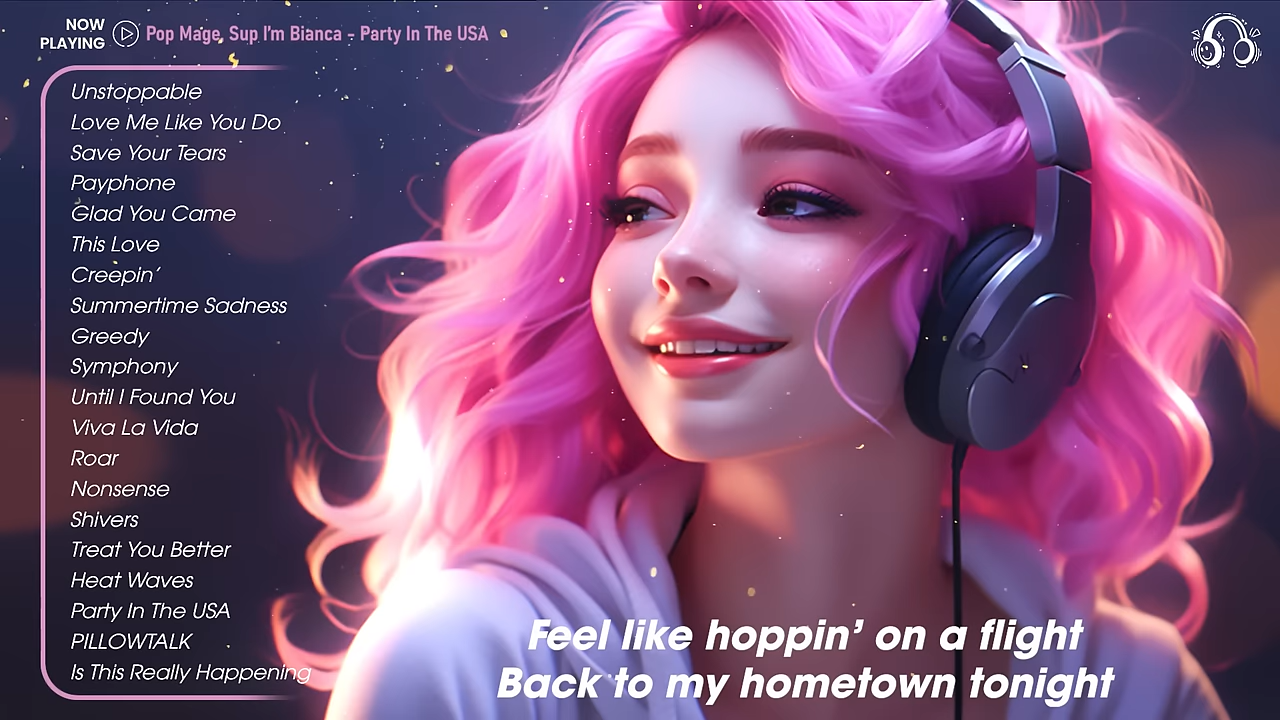 NOW
PLAYING
Pop Mage, Sup I’m Bianca - Party In The USA
Unstoppable
Love Me Like You Do
Save Your Tears
Payphone
Glad You Came
This Love
Creepin’
Summertime Sadness
Greedy
Symphony
Until I Found You
Viva La Vida
Roar
Nonsense
Shivers
Treat You Better
Heat Waves
Party In The USA
PILLOWTALK
Is This Really Happening
Feel like hoppin’ on a flight
Back to my hometown tonight